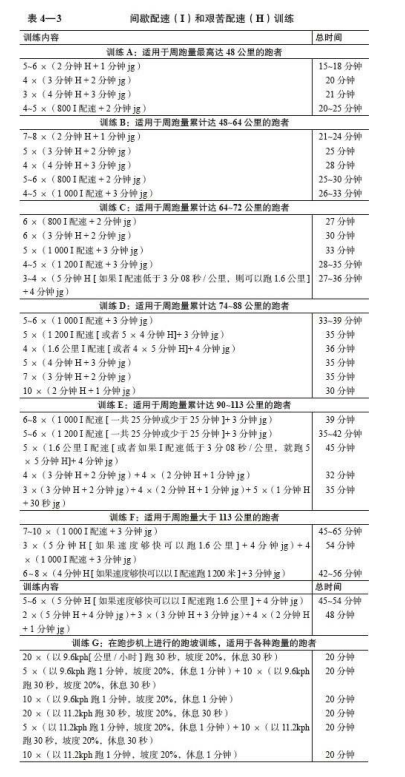 表 4—3 间歇配速（I）和艰苦配速（H）训练
训练内容 总时间
训练 A：适用于周跑量最高达 48 公里的跑者
5~6 ×（2 分钟 H + 1 分钟 jg） 15~18 分钟
4 ×（3 分钟 H + 2 分钟 jg） 20 分钟
3 ×（4 分钟 H + 3 分钟 jg） 21 分钟
4~5 ×（800 I 配速 + 2 分钟 jg） 20~25 分钟
训练 B：适用于周跑量累计达 48~64 公里的跑者
7~8 ×（2 分钟 H + 1 分钟 jg） 21~24 分钟
5 ×（3 分钟 H + 2 分钟 jg） 25 分钟
4 ×（4 分钟 H + 3 分钟 jg） 28 分钟
5~6 ×（800 I 配速 + 2 分钟 jg） 25~30 分钟
4~5 ×（1 000 I 配速 + 3 分钟 jg） 26~33 分钟
训练 C：适用于周跑量累计达 64~72 公里的跑者
6 ×（800 I 配速 + 2 分钟 jg） 27 分钟
6 ×（3 分钟 H + 2 分钟 jg） 30 分钟
5 ×（1 000 I 配速 + 3 分钟 jg） 33 分钟
4~5 ×（1 200 I 配速 + 3 分钟 jg） 28~35 分钟
3~4 ×（5 分钟 H [ 如果 I 配速低于 3 分 08 秒 / 公里，则可以跑 1.6 公里 ] 27~36 分钟
+ 4 分钟 jg）
训练 D：适用于周跑量累计达 74~88 公里的跑者
5~6 ×（1 000 I 配速 + 3 分钟 jg） 33~39 分钟
5 ×（1 200 I 配速 [ 或者 5 × 4 分钟 H]+ 3 分钟 jg） 35 分钟
4 ×（1.6 公里 I 配速 [ 或者 4 × 5 分钟 H]+ 4 分钟 jg） 36 分钟
5 ×（4 分钟 H + 3 分钟 jg） 35 分钟
7 ×（3 分钟 H + 2 分钟 jg） 35 分钟
10 ×（2 分钟 H + 1 分钟 jg） 30 分钟
训练 E：适用于周跑量累计达 90~113 公里的跑者
6~8 ×（1 000 I 配速 [ 一共 25 分钟或少于 25 分钟 ]+ 3 分钟 jg） 39 分钟
5~6 ×（1 200 I 配速 [ 一共 25 分钟或少于 25 分钟 ]+ 3 分钟 jg） 35~42 分钟
5 ×（1.6 公里 I 配速 [ 或者如果 I 配速低于 3 分 08 秒 / 公里，就跑 5 45 分钟
× 5 分钟 H]+ 4 分钟 jg）
4 ×（3 分钟 H + 2 分钟 jg）+ 4 ×（2 分钟 H + 1 分钟 jg） 32 分钟
3 ×（3 分钟 H + 2 分钟 jg）+ 4 ×（2 分钟 H + 1 分钟 jg）+ 5 ×（1 分钟 H 35 分钟
+ 30 秒 jg）
训练 F：适用于周跑量大于 113 公里的跑者
7~10 ×（1 000 I 配速 + 3 分钟 jg） 45~65 分钟
3 ×（5 分钟 H [ 如果速度够快可以跑 1.6 公里 ] + 4 分钟 jg）+ 4 54 分钟
×（1 000 I 配速 + 3 分钟 jg）
6~8 ×（4 分钟 H [ 如果速度够快可以以 I 配速跑 1 200 米 ]+ 3 分钟 jg） 42~56 分钟
训练内容 总时间
5~6 ×（5 分钟 H [ 如果速度够快可以以 I 配速跑 1.6 公里 ] + 4 分钟 jg） 45~54 分钟
2 ×（5 分钟 H + 4 分钟 jg）+ 3 ×（3 分钟 H + 3 分钟 jg）+ 4 ×（2 分钟 H 48 分钟
+ 1 分钟 jg）
训练 G：在跑步机上进行的跑坡训练，适用于各种跑量的跑者
20 ×（以 9.6kph[ 公里 / 小时 ] 跑 30 秒，坡度 20%，休息 30 秒） 20 分钟
5 ×（以 9.6kph 跑 1 分钟，坡度 20%，休息 1 分钟）+ 10 ×（以 9.6kph 20 分钟
跑 30 秒，坡度 20%，休息 30 秒）
10 ×（以 9.6kph 跑 1 分钟，坡度 20%，休息 1 分钟） 20 分钟
20 ×（以 11.2kph 跑 30 秒，坡度 20%，休息 30 秒） 20 分钟
5 ×（以 11.2kph 跑 1 分钟，坡度 20%，休息 1 分钟）+ 10 ×（以 11.2kph 20 分钟
跑 30 秒，坡度 20%，休息 30 秒）
10 ×（以 11.2kph 跑 1 分钟，坡度 20%，休息 1 分钟） 20 分钟